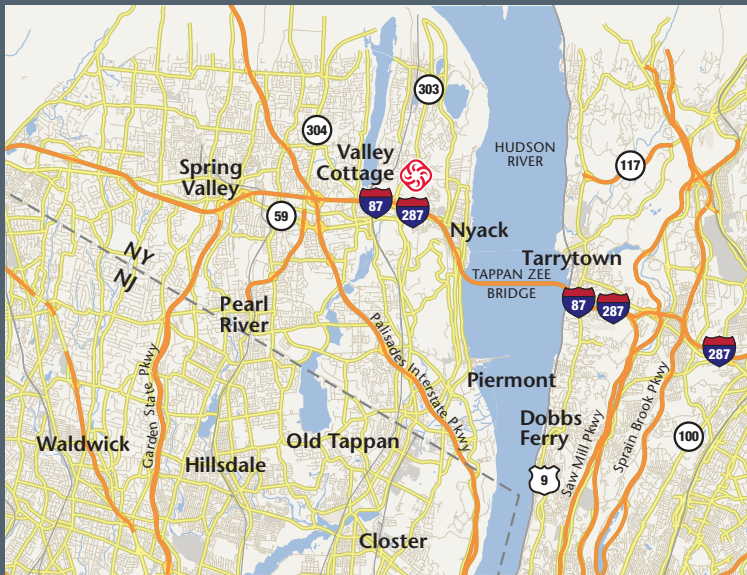 303
304
HUDSON
RIVER
117
Valley
Cottage
Spring
Valley
87
287
59
Nyack
NY
NJ
Tarrytown
TAPPAN ZEE
BRIDGE
87
287
Pearl
River
287
Palisades Interstate Pkwy
Garden State Pkwy
Piermont
Dobbs
Ferry
Saw Mill Pkwy
Sprain Brook Pkwy
100
Waldwick
Old Tappan
Hillsdale
9
Closter